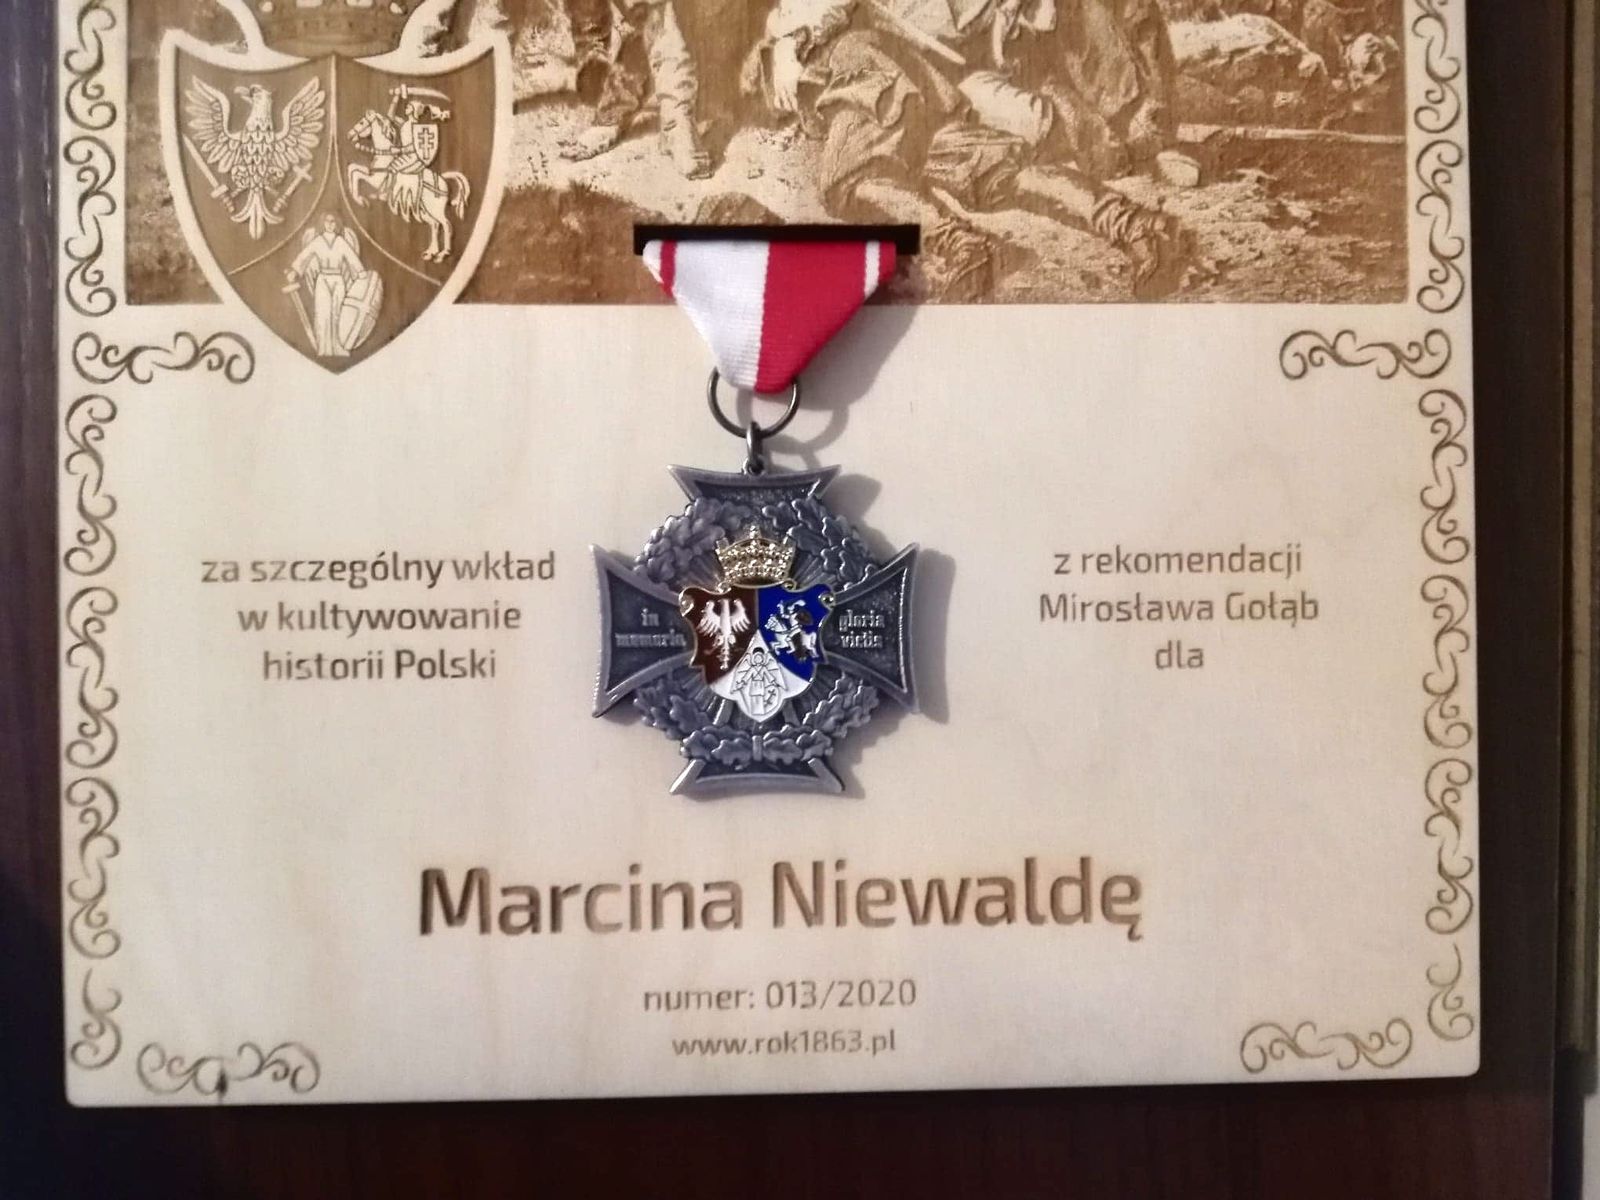 za szczególny wkład
w kultywowanie
historii Polski
in
memoriam
gloria
victis
z rekomendacji
Mirosława Gołąb
dla
Marcina Niewaldę
numer: 013/2020
www.rok1863.pl